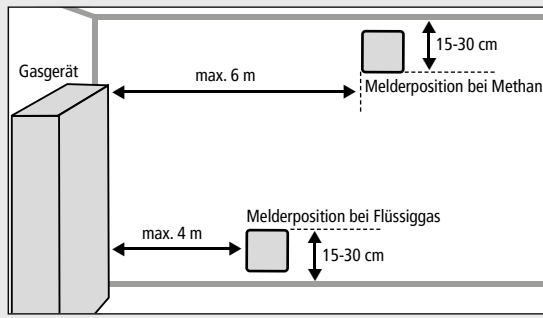 15-30 cm
Gasgerät
max. 6 m
Melderposition bei Methan
Melderposition bei Flüssiggas
max. 4 m
15-30 cm